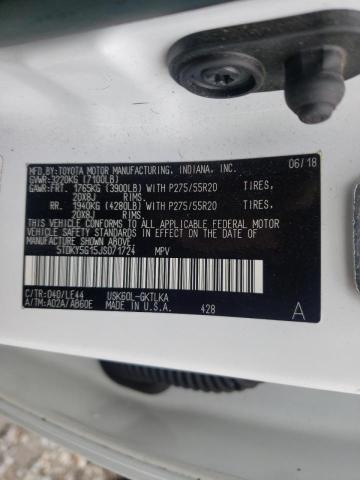 MFD. BY:TOYOTA MOTOR MANUFACTURING, INDIANA, INC. 06/18
GVWR:3220KG (7100LB)
GAWR:FRT. 1765KG (3900LB) WITH P275/55R20 TIRES,
20X8J RIMS,
RR. 1940KG (4280LB) WITH P275/55R20 TIRES,
20X8J RIMS.
THIS VEHICLE CONFORMS TO ALL APPLICABLE FEDERAL MOTOR
VEHICLE SAFETY STANDARDS IN EFFECT ON THE DATE OF
MANUFACTURE SHOWN ABOVE.
5TDKY5G15JS071724 MPV
C/TR:040/LE44 USK60L-GKTLKA
A/TM:A02A/AB60E MADE IN U.S.A. 428 A